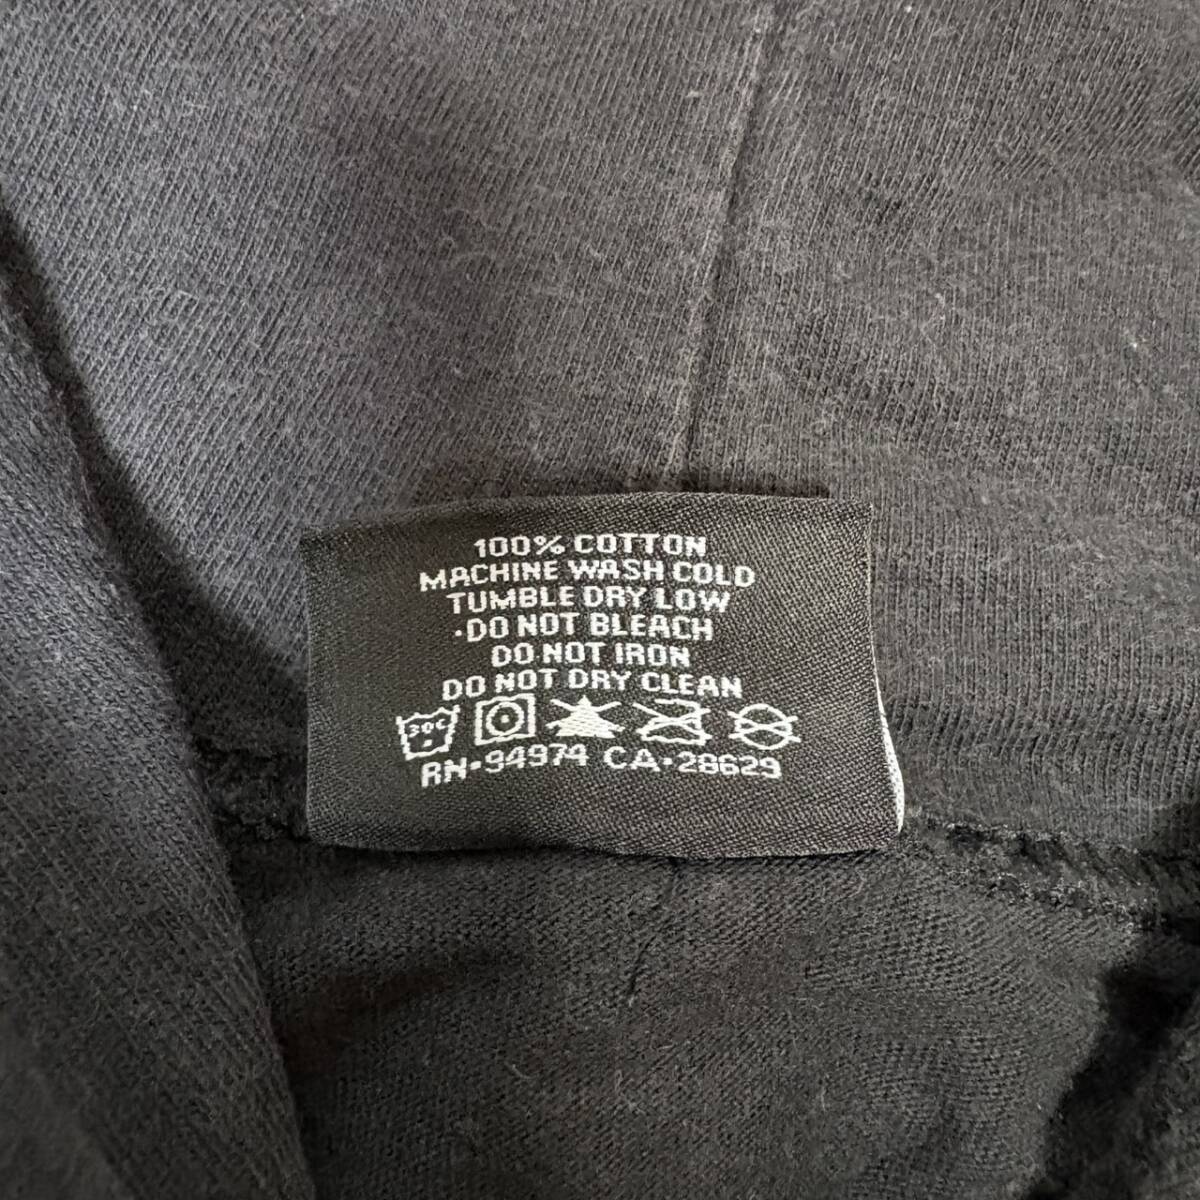 100% COTTON
MACHINE WASH COLD
TUMBLE DRY LOW
·DO NOT BLEACH
DO NOT IRON
DO NOT DRY CLEAN
30C
RN·94974 CA·28629